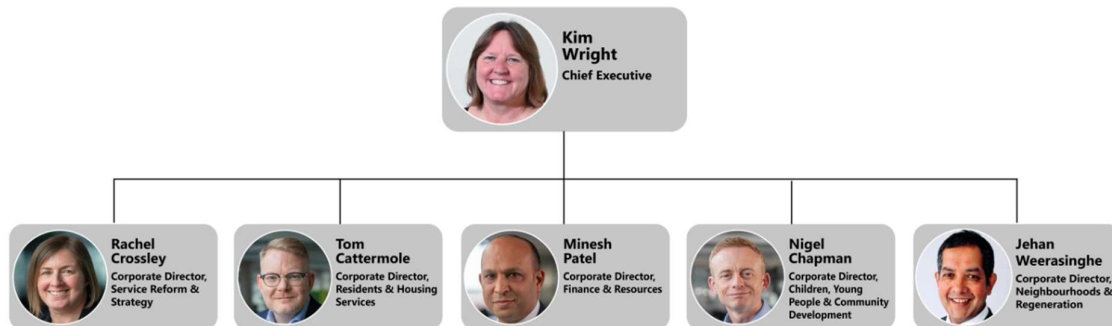 Kim
Wright
Chief Executive
Rachel
Crossley
Corporate Director,
Service Reform &
Strategy
Tom
Cattermole
Corporate Director,
Residents & Housing
Services
Minesh
Patel
Corporate Director,
Finance & Resources
Nigel
Chapman
Corporate Director,
Children, Young
People & Community
Development
Jehan
Weerasinghe
Corporate Director,
Neighbourhoods &
Regeneration